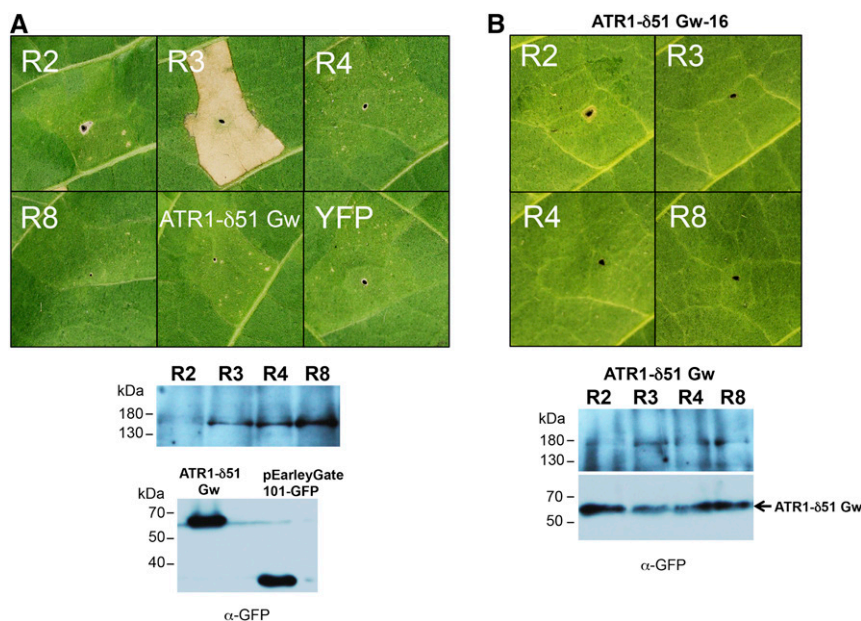 A
R2
R3
R4
R8
ATR1-δ51 Gw
YFP
R2 R3 R4 R8
kDa
180
130
ATR1-δ51 Gw
pEarleyGate 101-GFP
kDa
70
50
40
α-GFP
B
ATR1-δ51 Gw-16
R2
R3
R4
R8
ATR1-δ51 Gw
R2 R3 R4 R8
kDa
180
130
70
50
ATR1-δ51 Gw
α-GFP